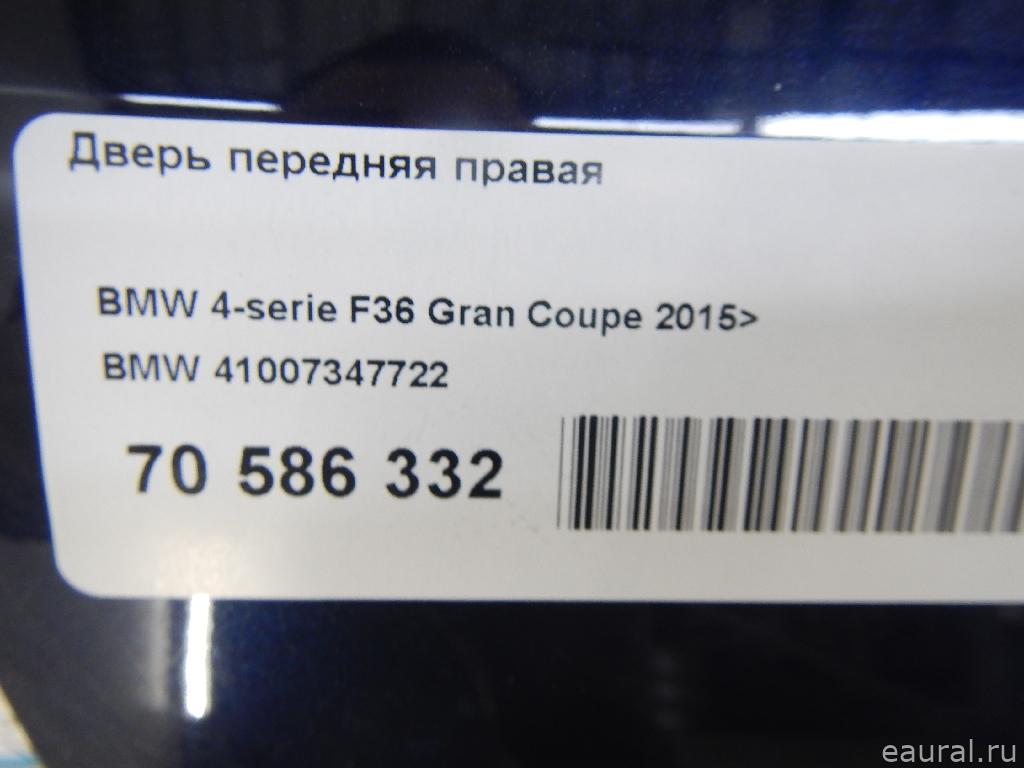 Дверь передняя правая
BMW 4-serie F36 Gran Coupe 2015>
BMW 41007347722
70 586 332
eaural.ru